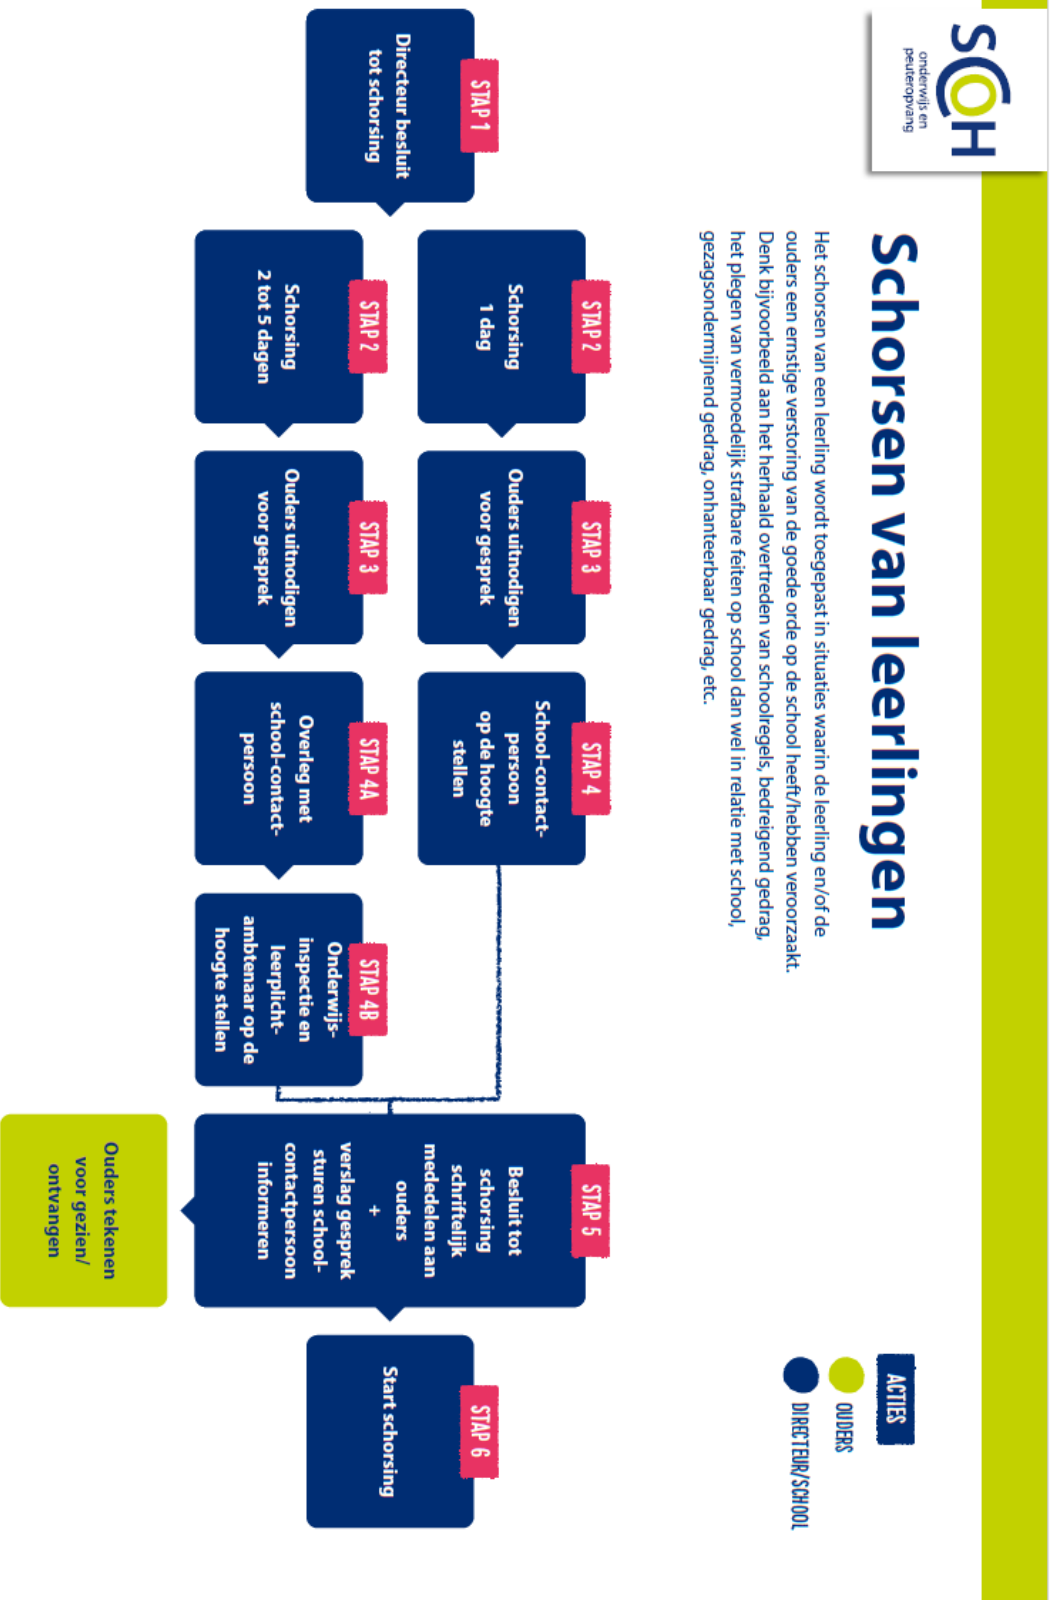 SCOH
onderwijs en
peuteropvang
Schorsen van leerlingen
Het schorsen van een leerling wordt toegepast in situaties waarin de leerling en/of de
ouders een ernstige verstoring van de goede orde op de school heeft/hebben veroorzaakt.
Denk bijvoorbeeld aan het herhaald overtreden van schoolregels, bedreigend gedrag,
het plegen van vermoedelijk strafbare feiten op school dan wel in relatie met school,
gezagsondermijnend gedrag, onhanteerbaar gedrag, etc.
ACTIES
OUDERS
DIRECTEUR/SCHOOL
STAP 1
Directeur besluit
tot schorsing
STAP 2
Schorsing
1 dag
STAP 3
Ouders uitnodigen
voor gesprek
STAP 4
School-contact-
persoon
op de hoogte
stellen
STAP 2
Schorsing
2 tot 5 dagen
STAP 3
Ouders uitnodigen
voor gesprek
STAP 4A
Overleg met
school-contact-
persoon
STAP 4B
Onderwijs-
inspectie en
leerplicht-
ambtenaar op de
hoogte stellen
STAP 5
Besluit tot
schorsing
schriftelijk
mededelen aan
ouders
+
verslag gesprek
sturen school-
contactpersoon
informeren
STAP 6
Start schorsing
Ouders tekenen
voor gezien/
ontvangen